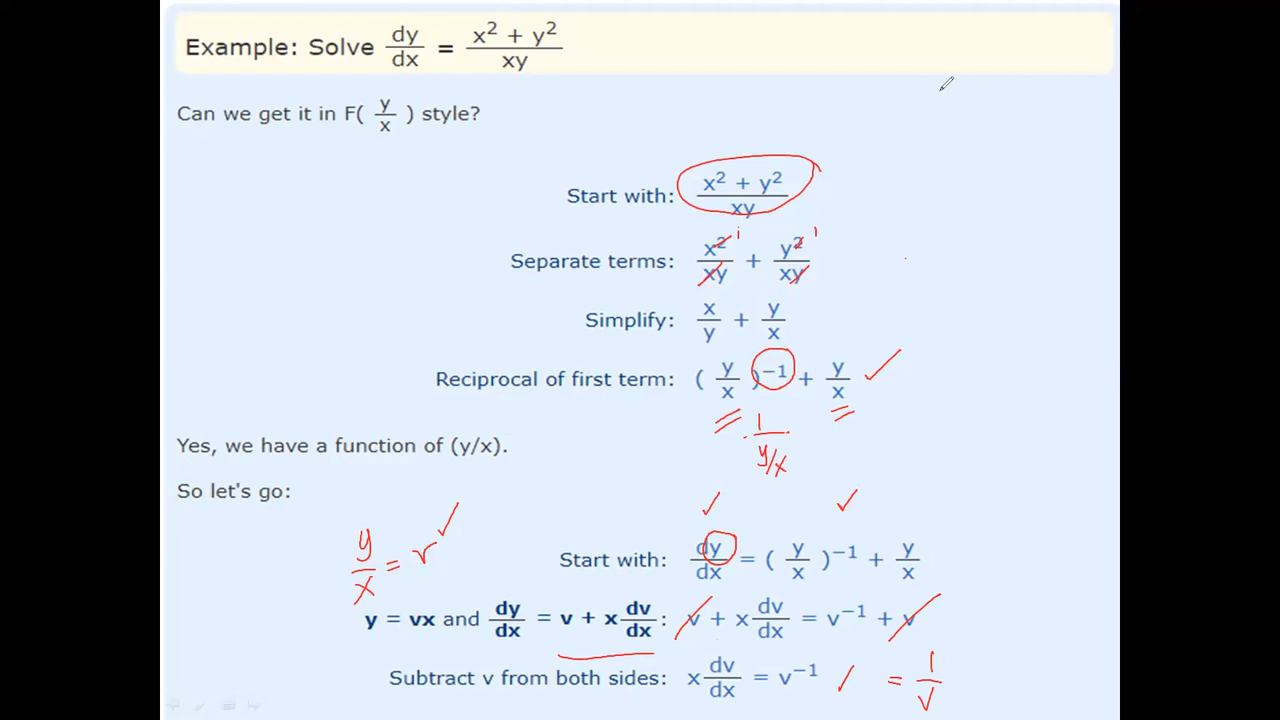 Example: Solve dy/dx = x² + y² / xy
Can we get it in F( y/x ) style?
Start with: x² + y² / xy
Separate terms: x²/xy + y²/xy
1 1
Simplify: x/y + y/x
Reciprocal of first term: ( y/x )⁻¹ + y/x
1 / y/x
Yes, we have a function of (y/x).
So let's go:
y/x = v
Start with: dy/dx = ( y/x )⁻¹ + y/x
y = vx and dy/dx = v + x dv/dx : v + x dv/dx = v⁻¹ + v
Subtract v from both sides: x dv/dx = v⁻¹ = 1/v